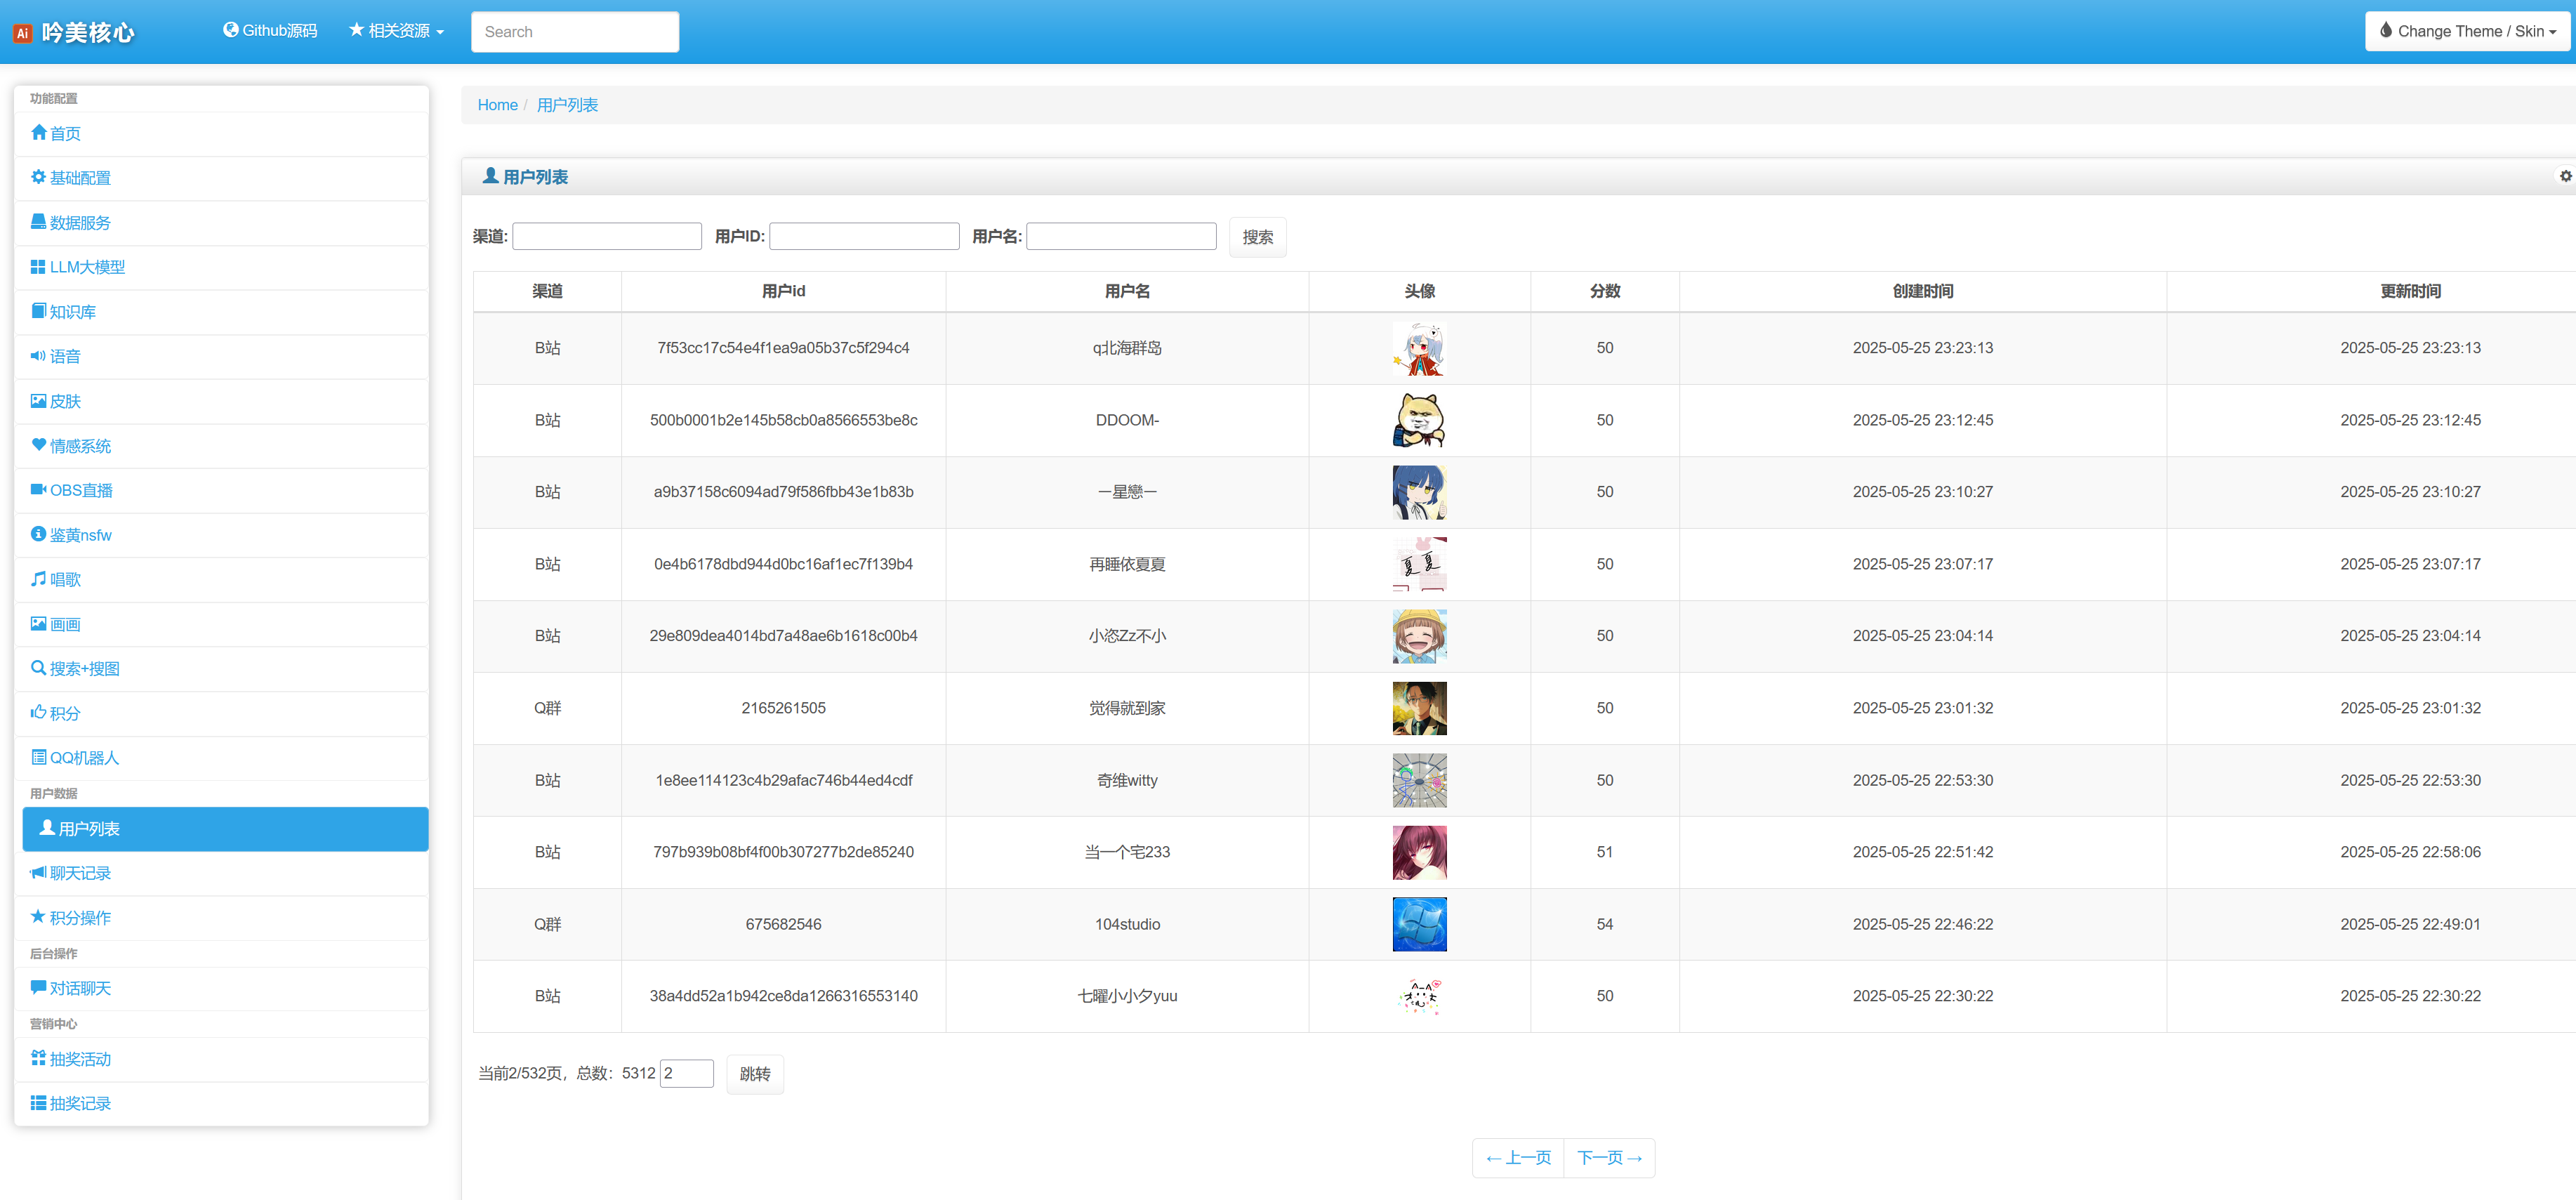 Ai 吟美核心 Github源码 相关资源 Search Change Theme / Skin
功能配置
首页
基础配置
数据服务
LLM大模型
知识库
语音
皮肤
情感系统
OBS直播
鉴黄nsfw
唱歌
画画
搜索+搜图
积分
QQ机器人
用户数据
用户列表
聊天记录
积分操作
后台操作
对话聊天
营销中心
抽奖活动
抽奖记录
Home / 用户列表
用户列表
渠道: 用户ID: 用户名: 搜索
渠道 用户id 用户名 头像 分数 创建时间 更新时间
B站 7f53cc17c54e4f1ea9a05b37c5f294c4 q北海群岛 50 2025-05-25 23:23:13 2025-05-25 23:23:13
B站 500b0001b2e145b58cb0a8566553be8c DDOOM- 50 2025-05-25 23:12:45 2025-05-25 23:12:45
B站 a9b37158c6094ad79f586fbb43e1b83b 一星戀一 50 2025-05-25 23:10:27 2025-05-25 23:10:27
B站 0e4b6178dbd944d0bc16af1ec7f139b4 再睡依夏夏 夏夏 50 2025-05-25 23:07:17 2025-05-25 23:07:17
B站 29e809dea4014bd7a48ae6b1618c00b4 小恣Zz不小 50 2025-05-25 23:04:14 2025-05-25 23:04:14
Q群 2165261505 觉得就到家 50 2025-05-25 23:01:32 2025-05-25 23:01:32
B站 1e8ee114123c4b29afac746b44ed4cdf 奇维witty 50 2025-05-25 22:53:30 2025-05-25 22:53:30
B站 797b939b08bf4f00b307277b2de85240 当一个宅233 51 2025-05-25 22:51:42 2025-05-25 22:58:06
Q群 675682546 104studio 54 2025-05-25 22:46:22 2025-05-25 22:49:01
B站 38a4dd52a1b942ce8da1266316553140 七曜小小夕yuu 50 2025-05-25 22:30:22 2025-05-25 22:30:22
当前2/532页，总数：5312 2 跳转
← 上一页 下一页 →